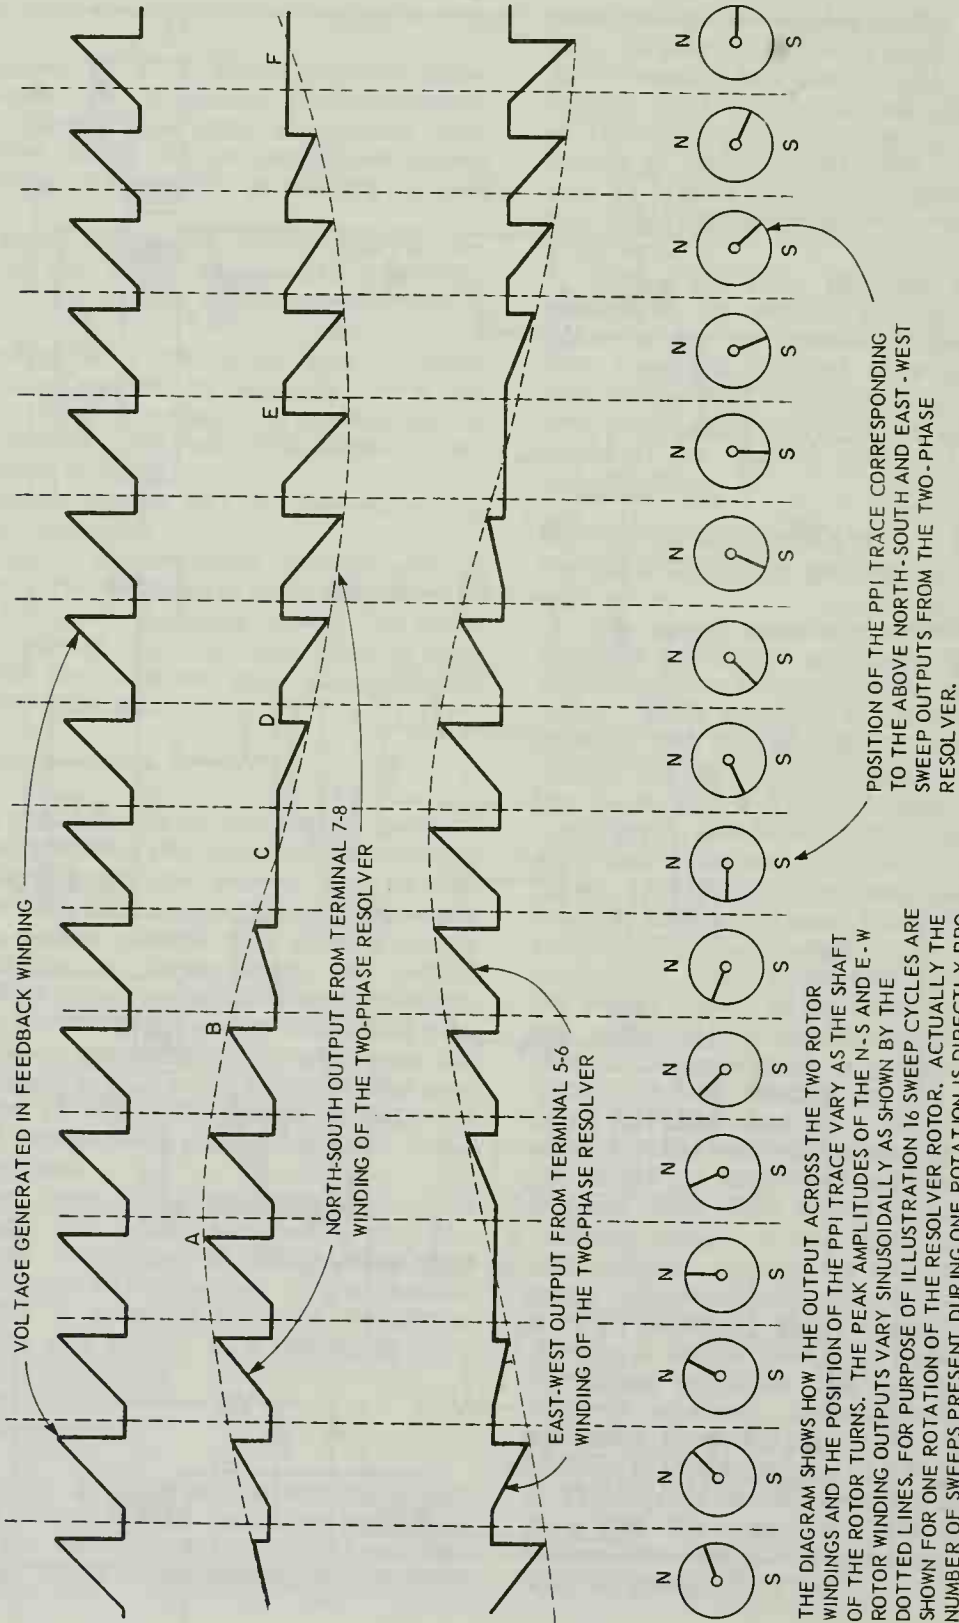 VOLTAGE GENERATED IN FEEDBACK WINDING
A
B
C
D
E
F
NORTH-SOUTH OUTPUT FROM TERMINAL 7-8
WINDING OF THE TWO-PHASE RESOLVER
EAST-WEST OUTPUT FROM TERMINAL 5-6
WINDING OF THE TWO-PHASE RESOLVER
N N N N N N N N N N N N N N N N
S S S S S S S S S S S S S S S S
POSITION OF THE PPI TRACE CORRESPONDING
TO THE ABOVE NORTH-SOUTH AND EAST-WEST
SWEEP OUTPUTS FROM THE TWO-PHASE
RESOLVER.
THE DIAGRAM SHOWS HOW THE OUTPUT ACROSS THE TWO ROTOR
WINDINGS AND THE POSITION OF THE PPI TRACE VARY AS THE SHAFT
OF THE ROTOR TURNS. THE PEAK AMPLITUDES OF THE N-S AND E-W
ROTOR WINDING OUTPUTS VARY SINUSOIDALLY AS SHOWN BY THE
DOTTED LINES. FOR PURPOSE OF ILLUSTRATION 16 SWEEP CYCLES ARE
SHOWN FOR ONE ROTATION OF THE RESOLVER ROTOR. ACTUALLY THE
NUMBER OF SWEEPS PRESENT DURING ONE ROTATION IS DIRECTLY PRO-